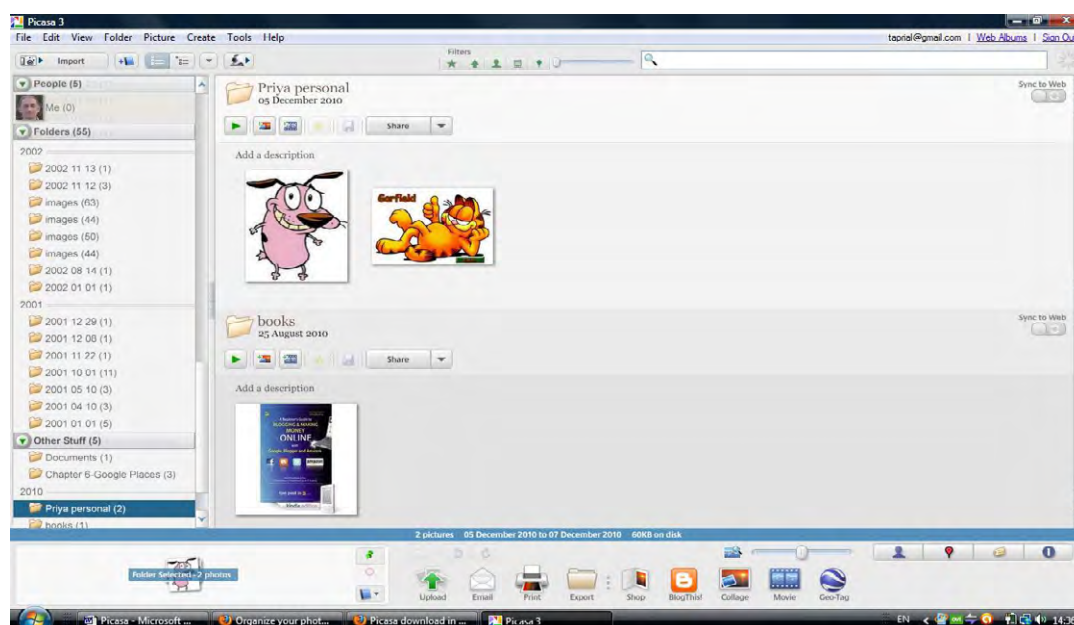 Picasa 3
File Edit View Folder Picture Create Tools Help
taprial@gmail.com | Web Albums | Sign Ou
Import
Filters
People (5)
Me (0)
Folders (55)
2002
2002 11 13 (1)
2002 11 12 (3)
images (63)
images (44)
images (50)
images (44)
2002 08 14 (1)
2002 01 01 (1)
2001
2001 12 29 (1)
2001 12 08 (1)
2001 11 22 (1)
2001 10 01 (11)
2001 05 10 (3)
2001 04 10 (3)
2001 01 01 (5)
Other Stuff (5)
Documents (1)
Chapter 6-Google Places (3)
2010
Priya personal (2)
books (1)
Priya personal
05 December 2010
Sync to Web
Share
Add a description
Garfield
books
25 August 2010
Sync to Web
Share
Add a description
BLOGGING & MAKING
MONEY
ONLINE
2 pictures 05 December 2010 to 07 December 2010 60KB on disk
Folder Selected - 2 photos
Upload Email Print Export Shop BlogThis! Collage Movie Geo-Tag
Picasa - Microsoft ... Organize your phot... Picasa download in ... Picasa 3 EN 14:36